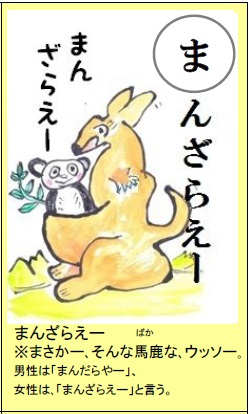 まんざらえー
まん
ざらえー
まんざらえー
※まさかー、そんな馬鹿な、ウッソー。
ばか
男性は「まんだらやー」、
女性は、「まんざらえー」と言う。